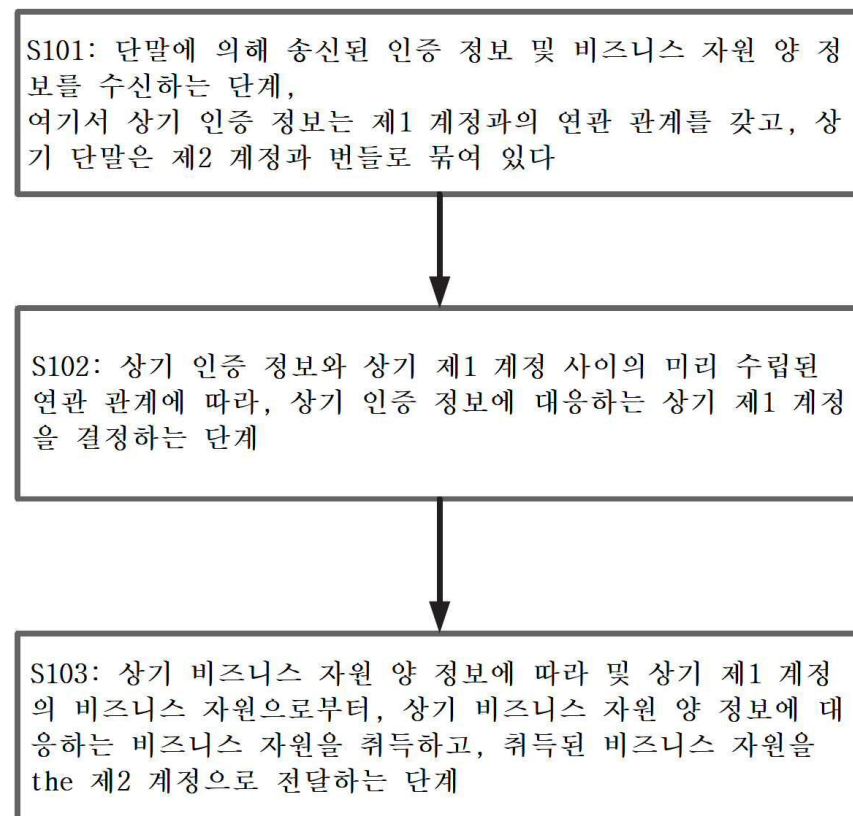 S101: 단말에 의해 송신된 인증 정보 및 비즈니스 자원 양 정
보를 수신하는 단계,
여기서 상기 인증 정보는 제1 계정과의 연관 관계를 갖고, 상
기 단말은 제2 계정과 번들로 묶여 있다
S102: 상기 인증 정보와 상기 제1 계정 사이의 미리 수립된
연관 관계에 따라, 상기 인증 정보에 대응하는 상기 제1 계정
을 결정하는 단계
S103: 상기 비즈니스 자원 양 정보에 따라 및 상기 제1 계정
의 비즈니스 자원으로부터, 상기 비즈니스 자원 양 정보에 대
응하는 비즈니스 자원을 취득하고, 취득된 비즈니스 자원을
the 제2 계정으로 전달하는 단계